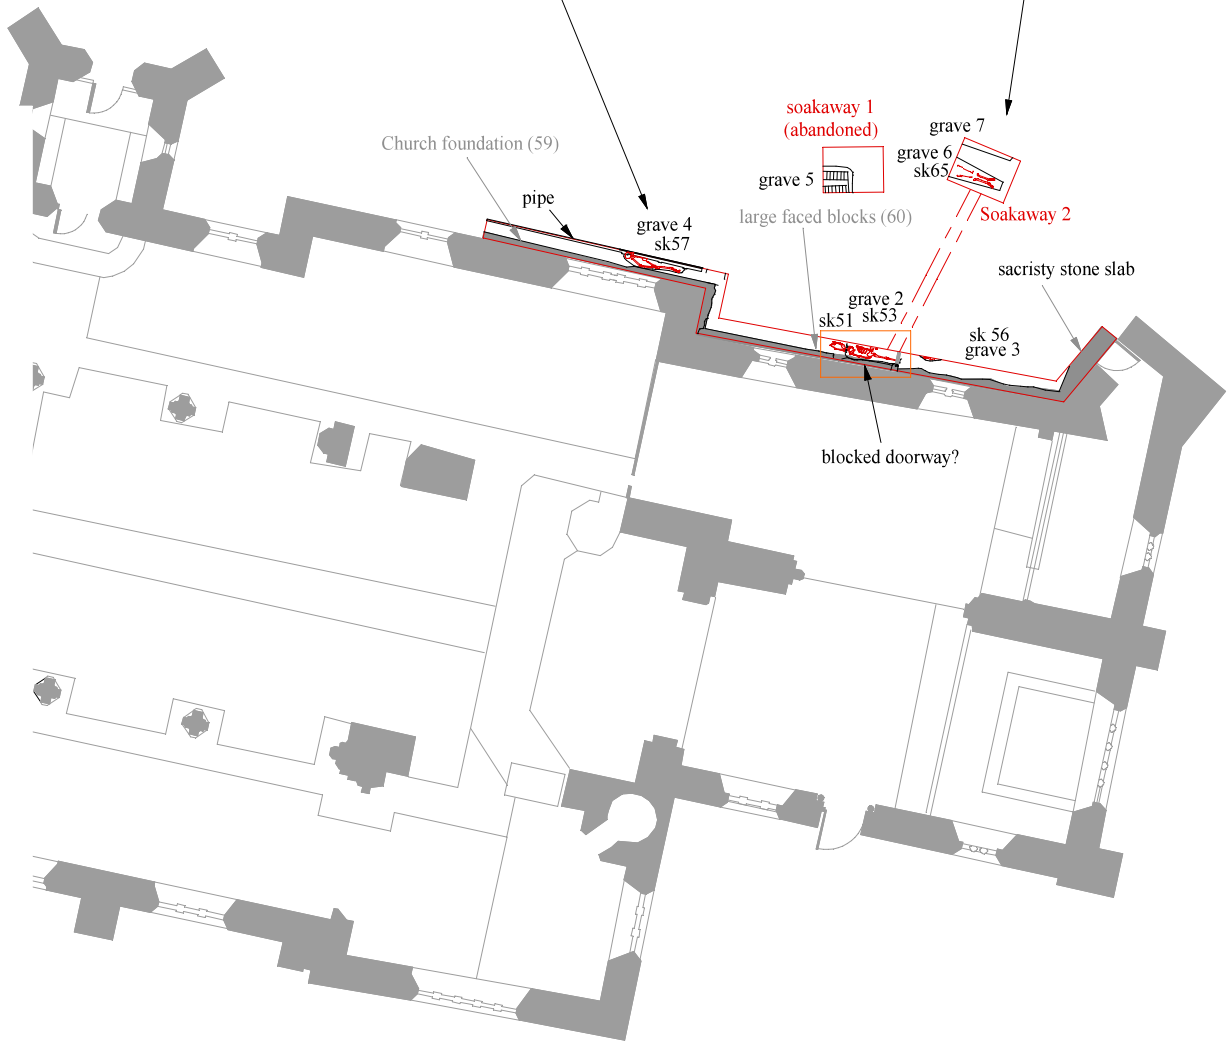 soakaway 1
(abandoned)
grave 7
Church foundation (59)
grave 6
sk65
grave 5
pipe
large faced blocks (60)
Soakaway 2
grave 4
sk57
sacristy stone slab
grave 2
sk51
sk53
sk 56
grave 3
blocked doorway?